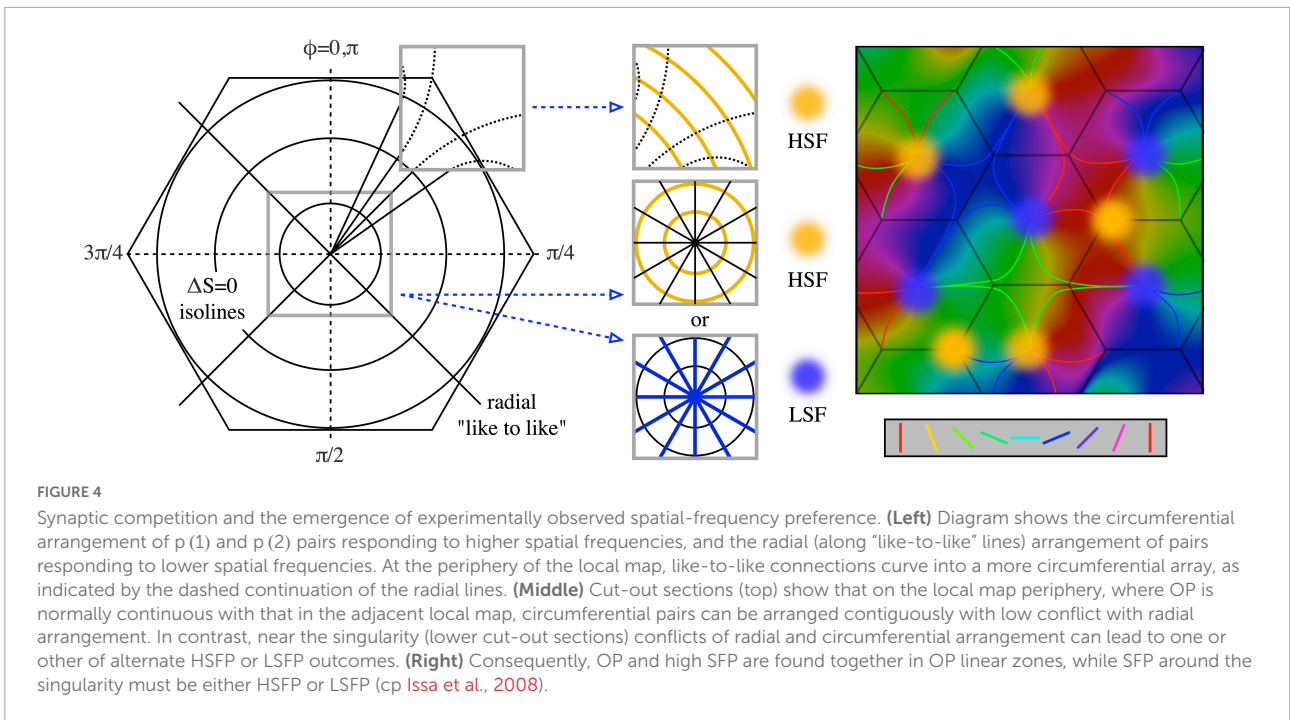 ϕ=0,π
3π/4
π/4
ΔS=0
isolines
radial
"like to like"
π/2
HSF
HSF
or
LSF
FIGURE 4
Synaptic competition and the emergence of experimentally observed spatial-frequency preference. (Left) Diagram shows the circumferential
arrangement of p (1) and p (2) pairs responding to higher spatial frequencies, and the radial (along “like-to-like” lines) arrangement of pairs
responding to lower spatial frequencies. At the periphery of the local map, like-to-like connections curve into a more circumferential array, as
indicated by the dashed continuation of the radial lines. (Middle) Cut-out sections (top) show that on the local map periphery, where OP is
normally continuous with that in the adjacent local map, circumferential pairs can be arranged contiguously with low conflict with radial
arrangement. In contrast, near the singularity (lower cut-out sections) conflicts of radial and circumferential arrangement can lead to one or
other of alternate HSFP or LSFP outcomes. (Right) Consequently, OP and high SFP are found together in OP linear zones, while SFP around the
singularity must be either HSFP or LSFP (cp Issa et al., 2008).